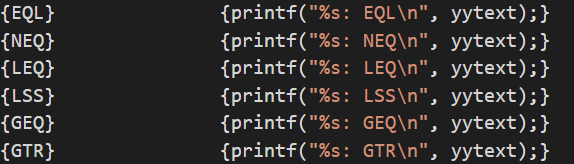 {EQL} {printf("%s: EQL\n", yytext);}
{NEQ} {printf("%s: NEQ\n", yytext);}
{LEQ} {printf("%s: LEQ\n", yytext);}
{LSS} {printf("%s: LSS\n", yytext);}
{GEQ} {printf("%s: GEQ\n", yytext);}
{GTR} {printf("%s: GTR\n", yytext);}